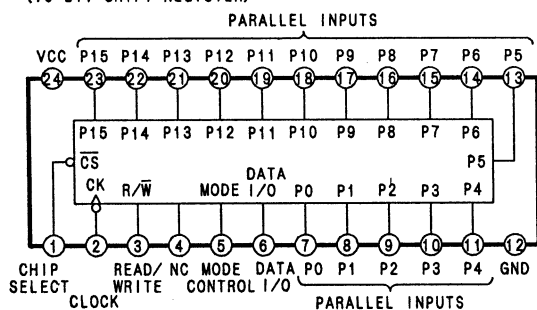 (16-BIT SHIFT REGISTER)
PARALLEL INPUTS
VCC P15 P14 P13 P12 P11 P10 P9 P8 P7 P6 P5
24 23 22 21 20 19 18 17 16 15 14 13
P15 P14 P13 P12 P11 P10 P9 P8 P7 P6
CS P5
CK DATA
R/W MODE I/O P0 P1 P2 P3 P4
1 2 3 4 5 6 7 8 9 10 11 12
CHIP READ/ NC MODE DATA P0 P1 P2 P3 P4 GND
SELECT WRITE CONTROL I/O
CLOCK PARALLEL INPUTS